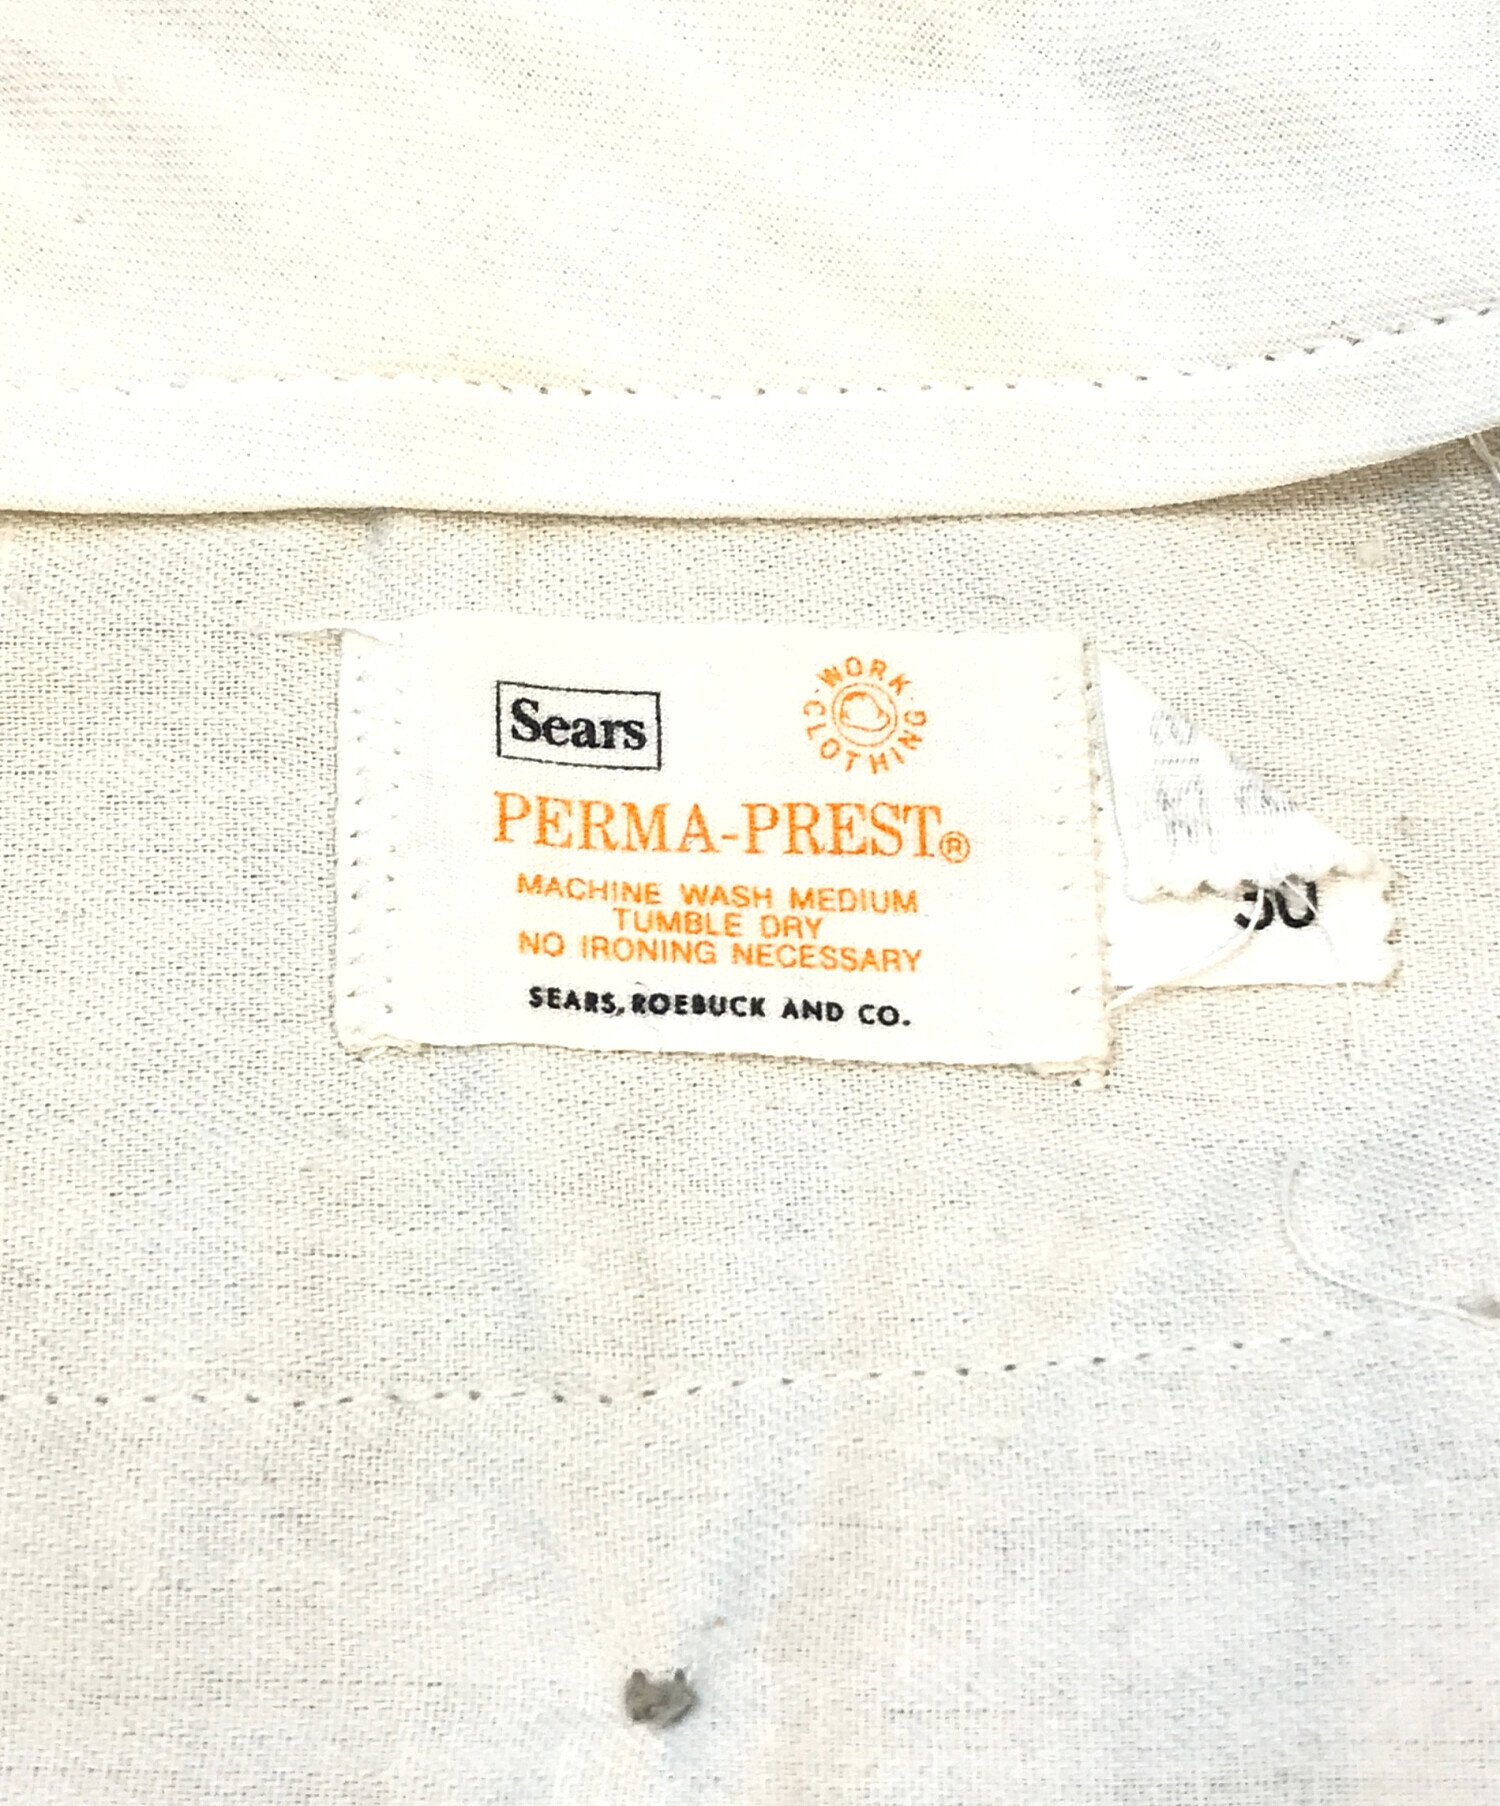 Sears
WORK CLOTHING
PERMA-PREST®
MACHINE WASH MEDIUM
TUMBLE DRY
NO IRONING NECESSARY
SEARS, ROEBUCK AND CO.